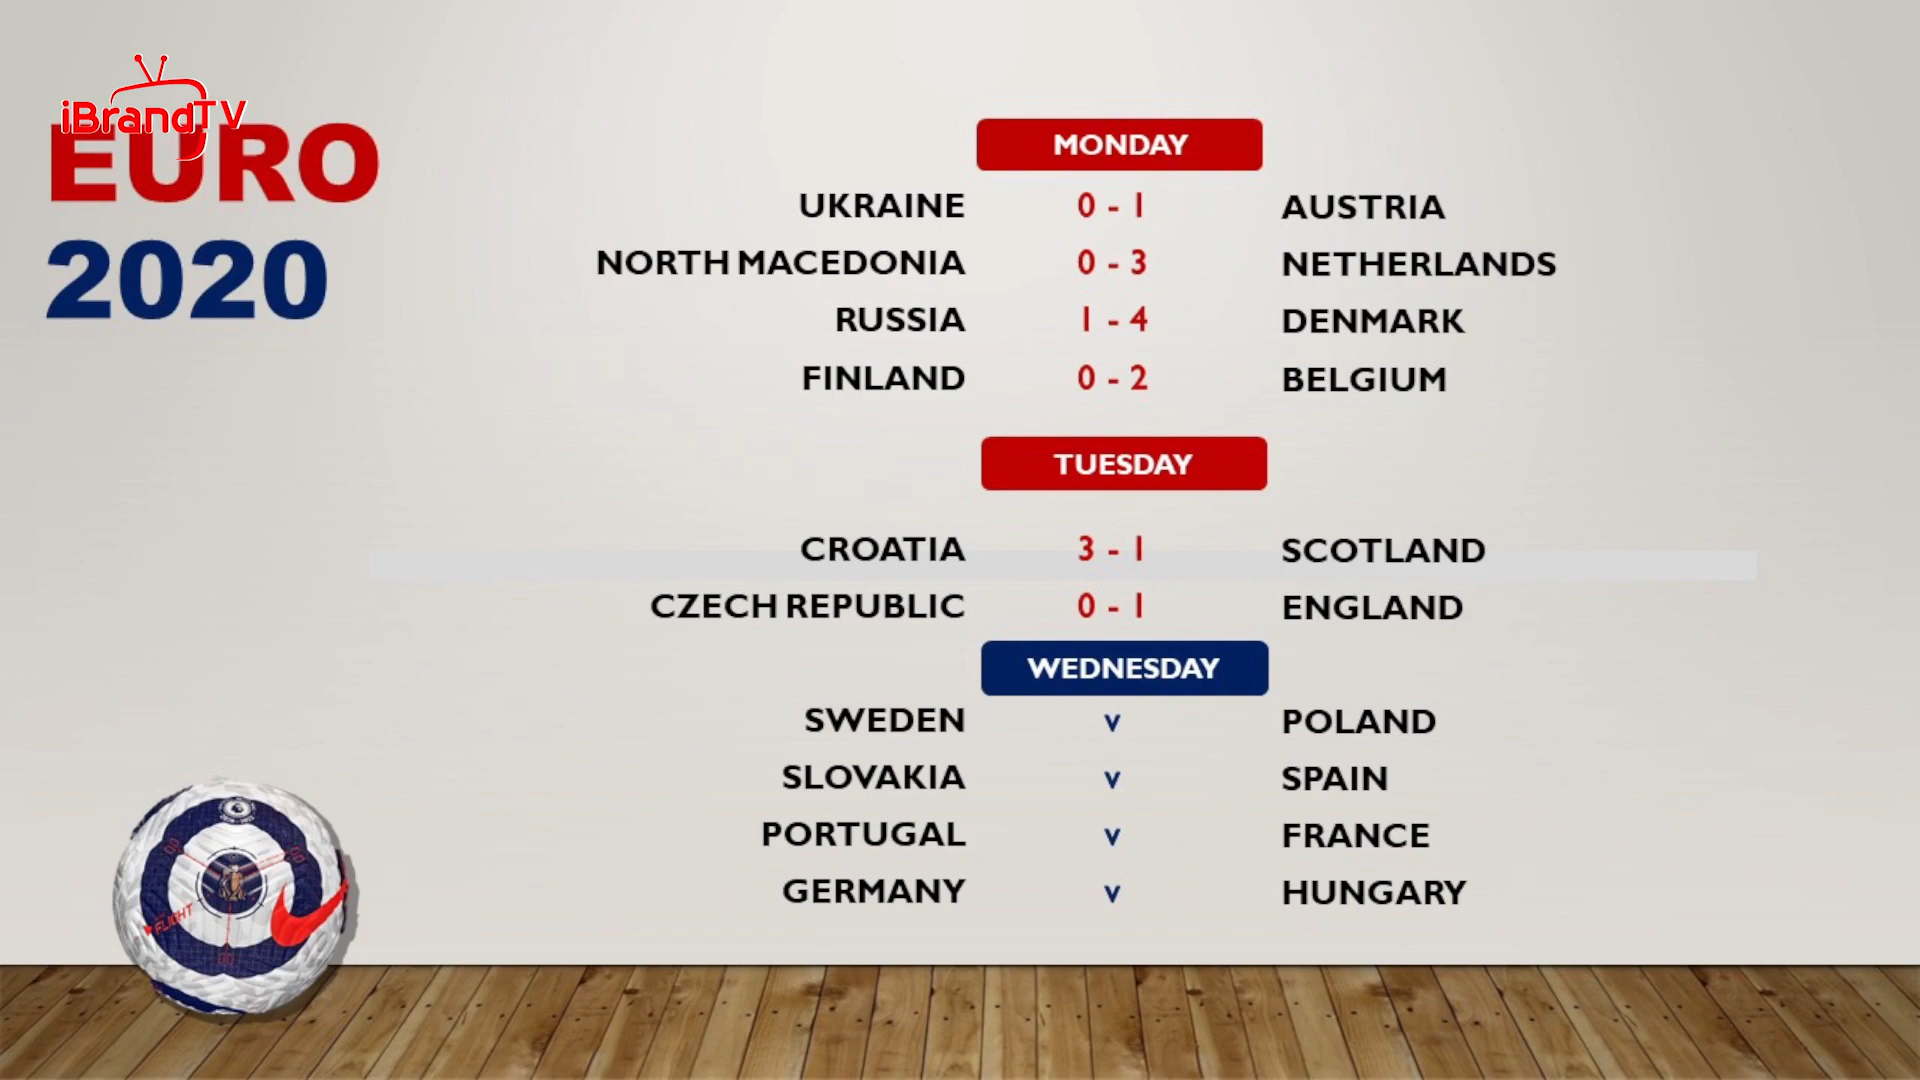 iBrandTV
EURO
2020
MONDAY
UKRAINE 0 - 1 AUSTRIA
NORTH MACEDONIA 0 - 3 NETHERLANDS
RUSSIA 1 - 4 DENMARK
FINLAND 0 - 2 BELGIUM
TUESDAY
CROATIA 3 - 1 SCOTLAND
CZECH REPUBLIC 0 - 1 ENGLAND
WEDNESDAY
SWEDEN v POLAND
SLOVAKIA v SPAIN
PORTUGAL v FRANCE
GERMANY v HUNGARY
FLIGHT